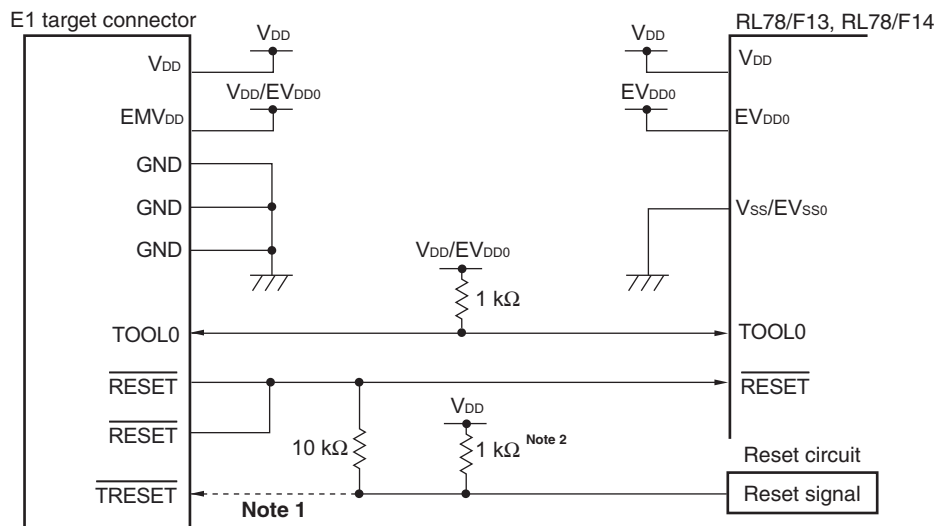 E1 target connector
RL78/F13, RL78/F14
VDD
VDD
VDD
VDD
VDD/EVDD0
EVDD0
EMVDD
EVDD0
GND
GND
VSS/EVSS0
GND
VDD/EVDD0
1 kΩ
TOOL0
TOOL0
RESET
RESET
VDD
RESET
10 kΩ
1 kΩ Note 2
Reset circuit
TRESET
Note 1
Reset signal